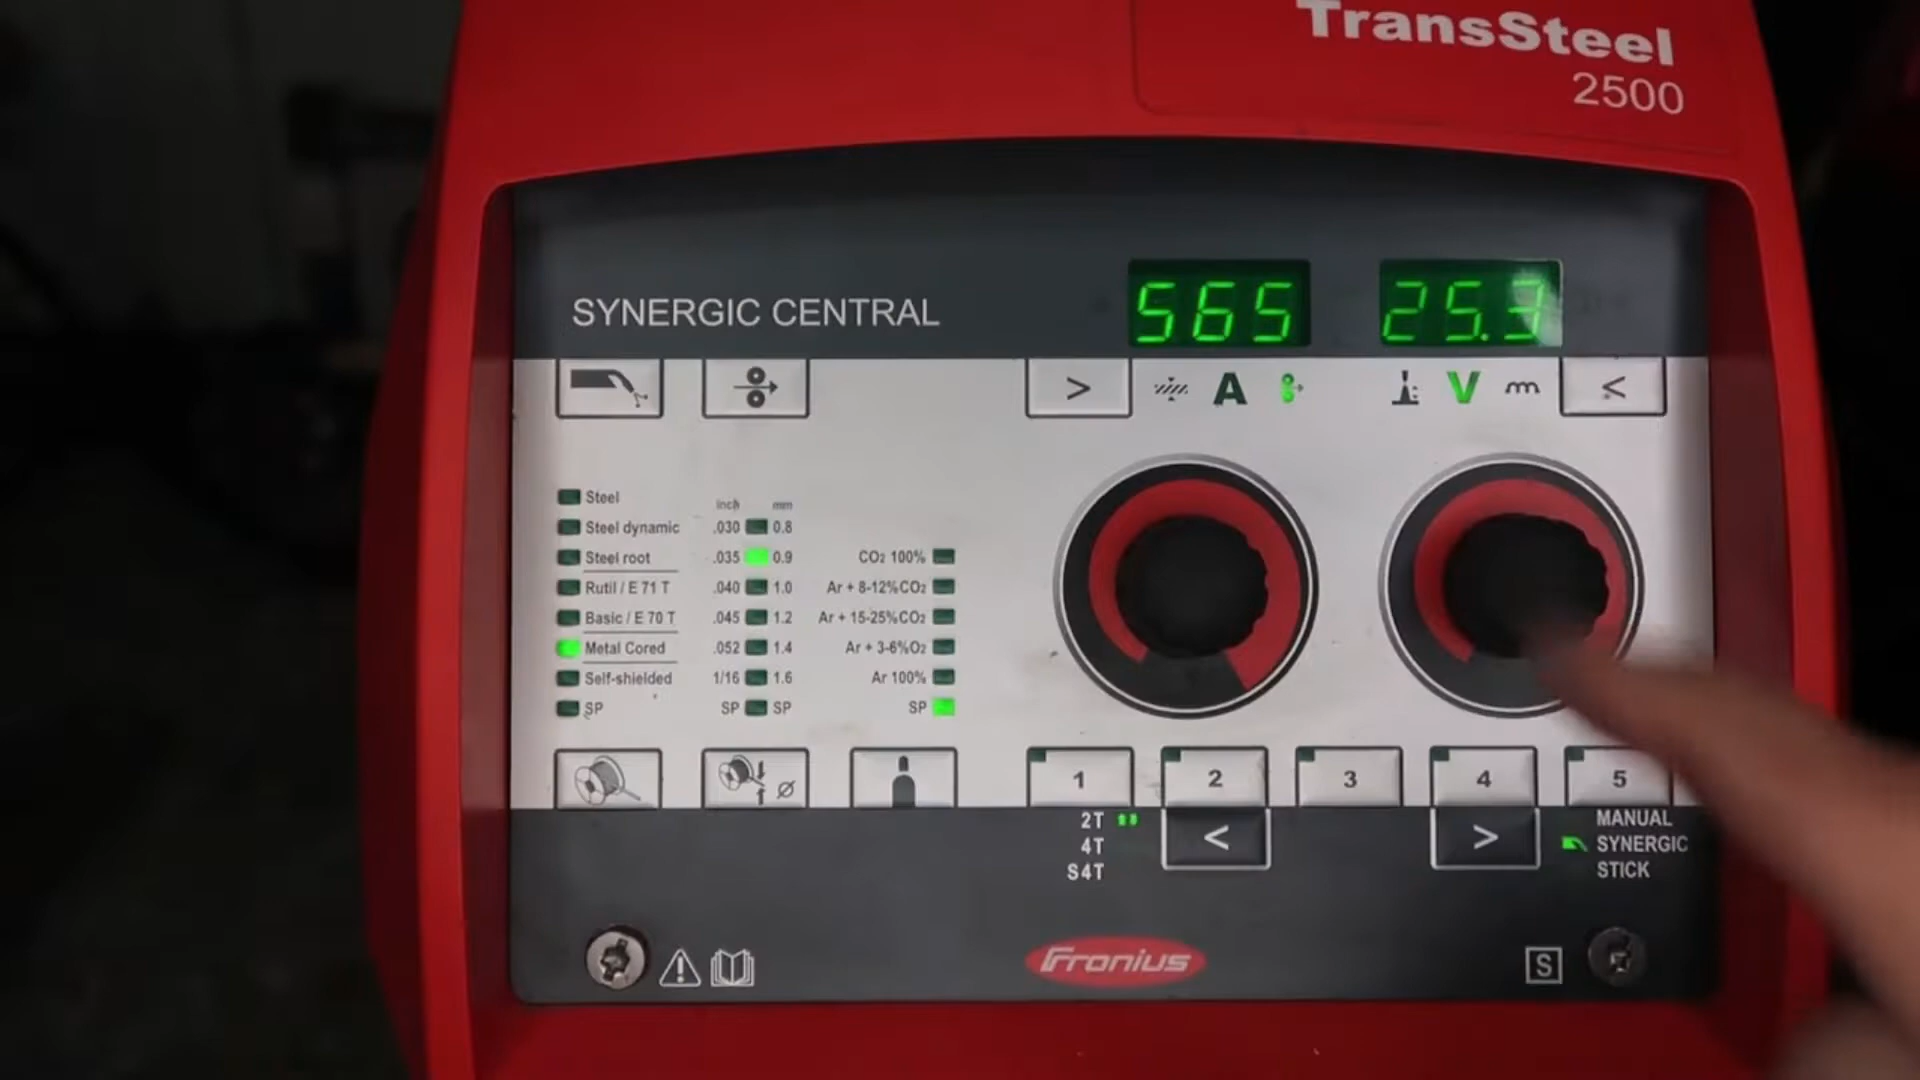 TransSteel
2500
SYNERGIC CENTRAL
565
25.3
> A
V <
Steel
Steel dynamic
Steel root
Rutil / E 71 T
Basic / E 70 T
Metal Cored
Self-shielded
SP
inch mm
.030 0.8
.035 0.9
.040 1.0
.045 1.2
.052 1.4
1/16 1.6
SP SP
CO2 100%
Ar + 8-12%CO2
Ar + 15-25%CO2
Ar + 3-6%O2
Ar 100%
SP
Ø
1 2 3 4 5
2T
4T
S4T
< >
MANUAL
SYNERGIC
STICK
Fronius
S